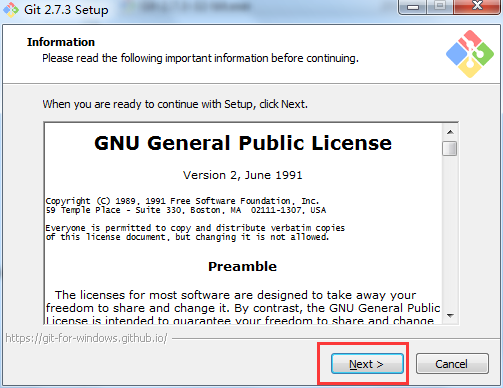 Git 2.7.3 Setup
Information
Please read the following important information before continuing.
When you are ready to continue with Setup, click Next.
GNU General Public License
Version 2, June 1991
Copyright (C) 1989, 1991 Free Software Foundation, Inc.
59 Temple Place - Suite 330, Boston, MA  02111-1307, USA
Everyone is permitted to copy and distribute verbatim copies
of this license document, but changing it is not allowed.
Preamble
The licenses for most software are designed to take away your
freedom to share and change it. By contrast, the GNU General Public
License is intended to guarantee your freedom to share and change
https://git-for-windows.github.io/
Next >
Cancel